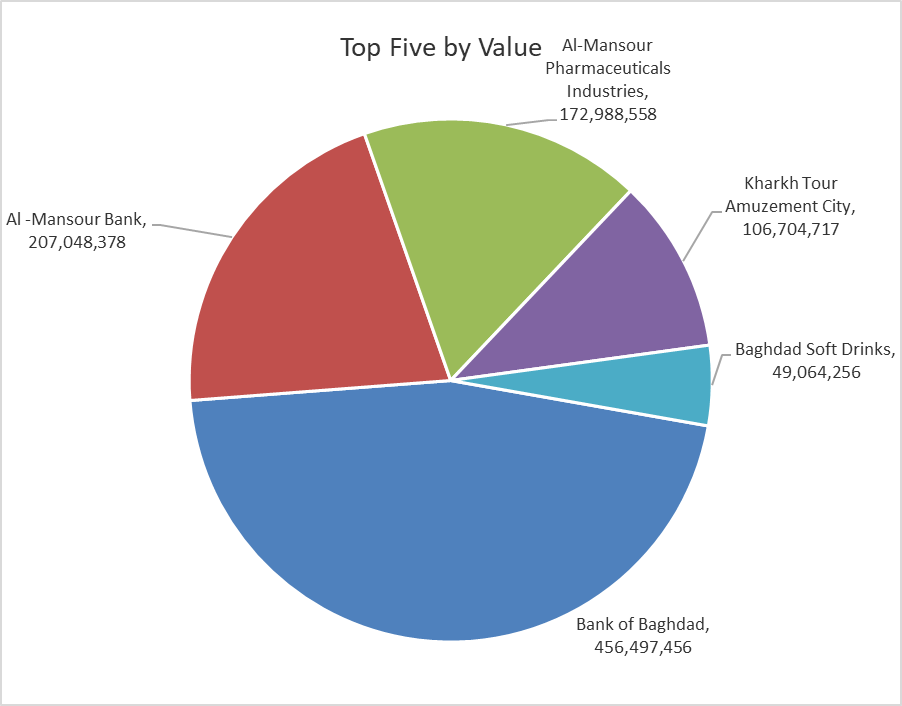 Top Five by Value
Al-Mansour
Pharmaceuticals
Industries,
172,988,558
Kharkh Tour
Amuzement City,
106,704,717
Al -Mansour Bank,
207,048,378
Baghdad Soft Drinks,
49,064,256
Bank of Baghdad,
456,497,456